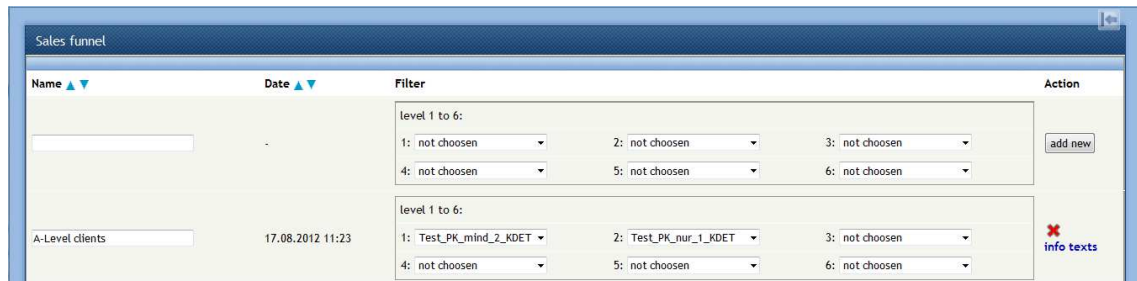 Sales funnel
Name Date Filter Action
level 1 to 6:
1: not choosen 2: not choosen 3: not choosen
- add new
4: not choosen 5: not choosen 6: not choosen
level 1 to 6:
1: Test_PK_mind_2_KDET 2: Test_PK_nur_1_KDET 3: not choosen
A-Level clients 17.08.2012 11:23
info texts
4: not choosen 5: not choosen 6: not choosen